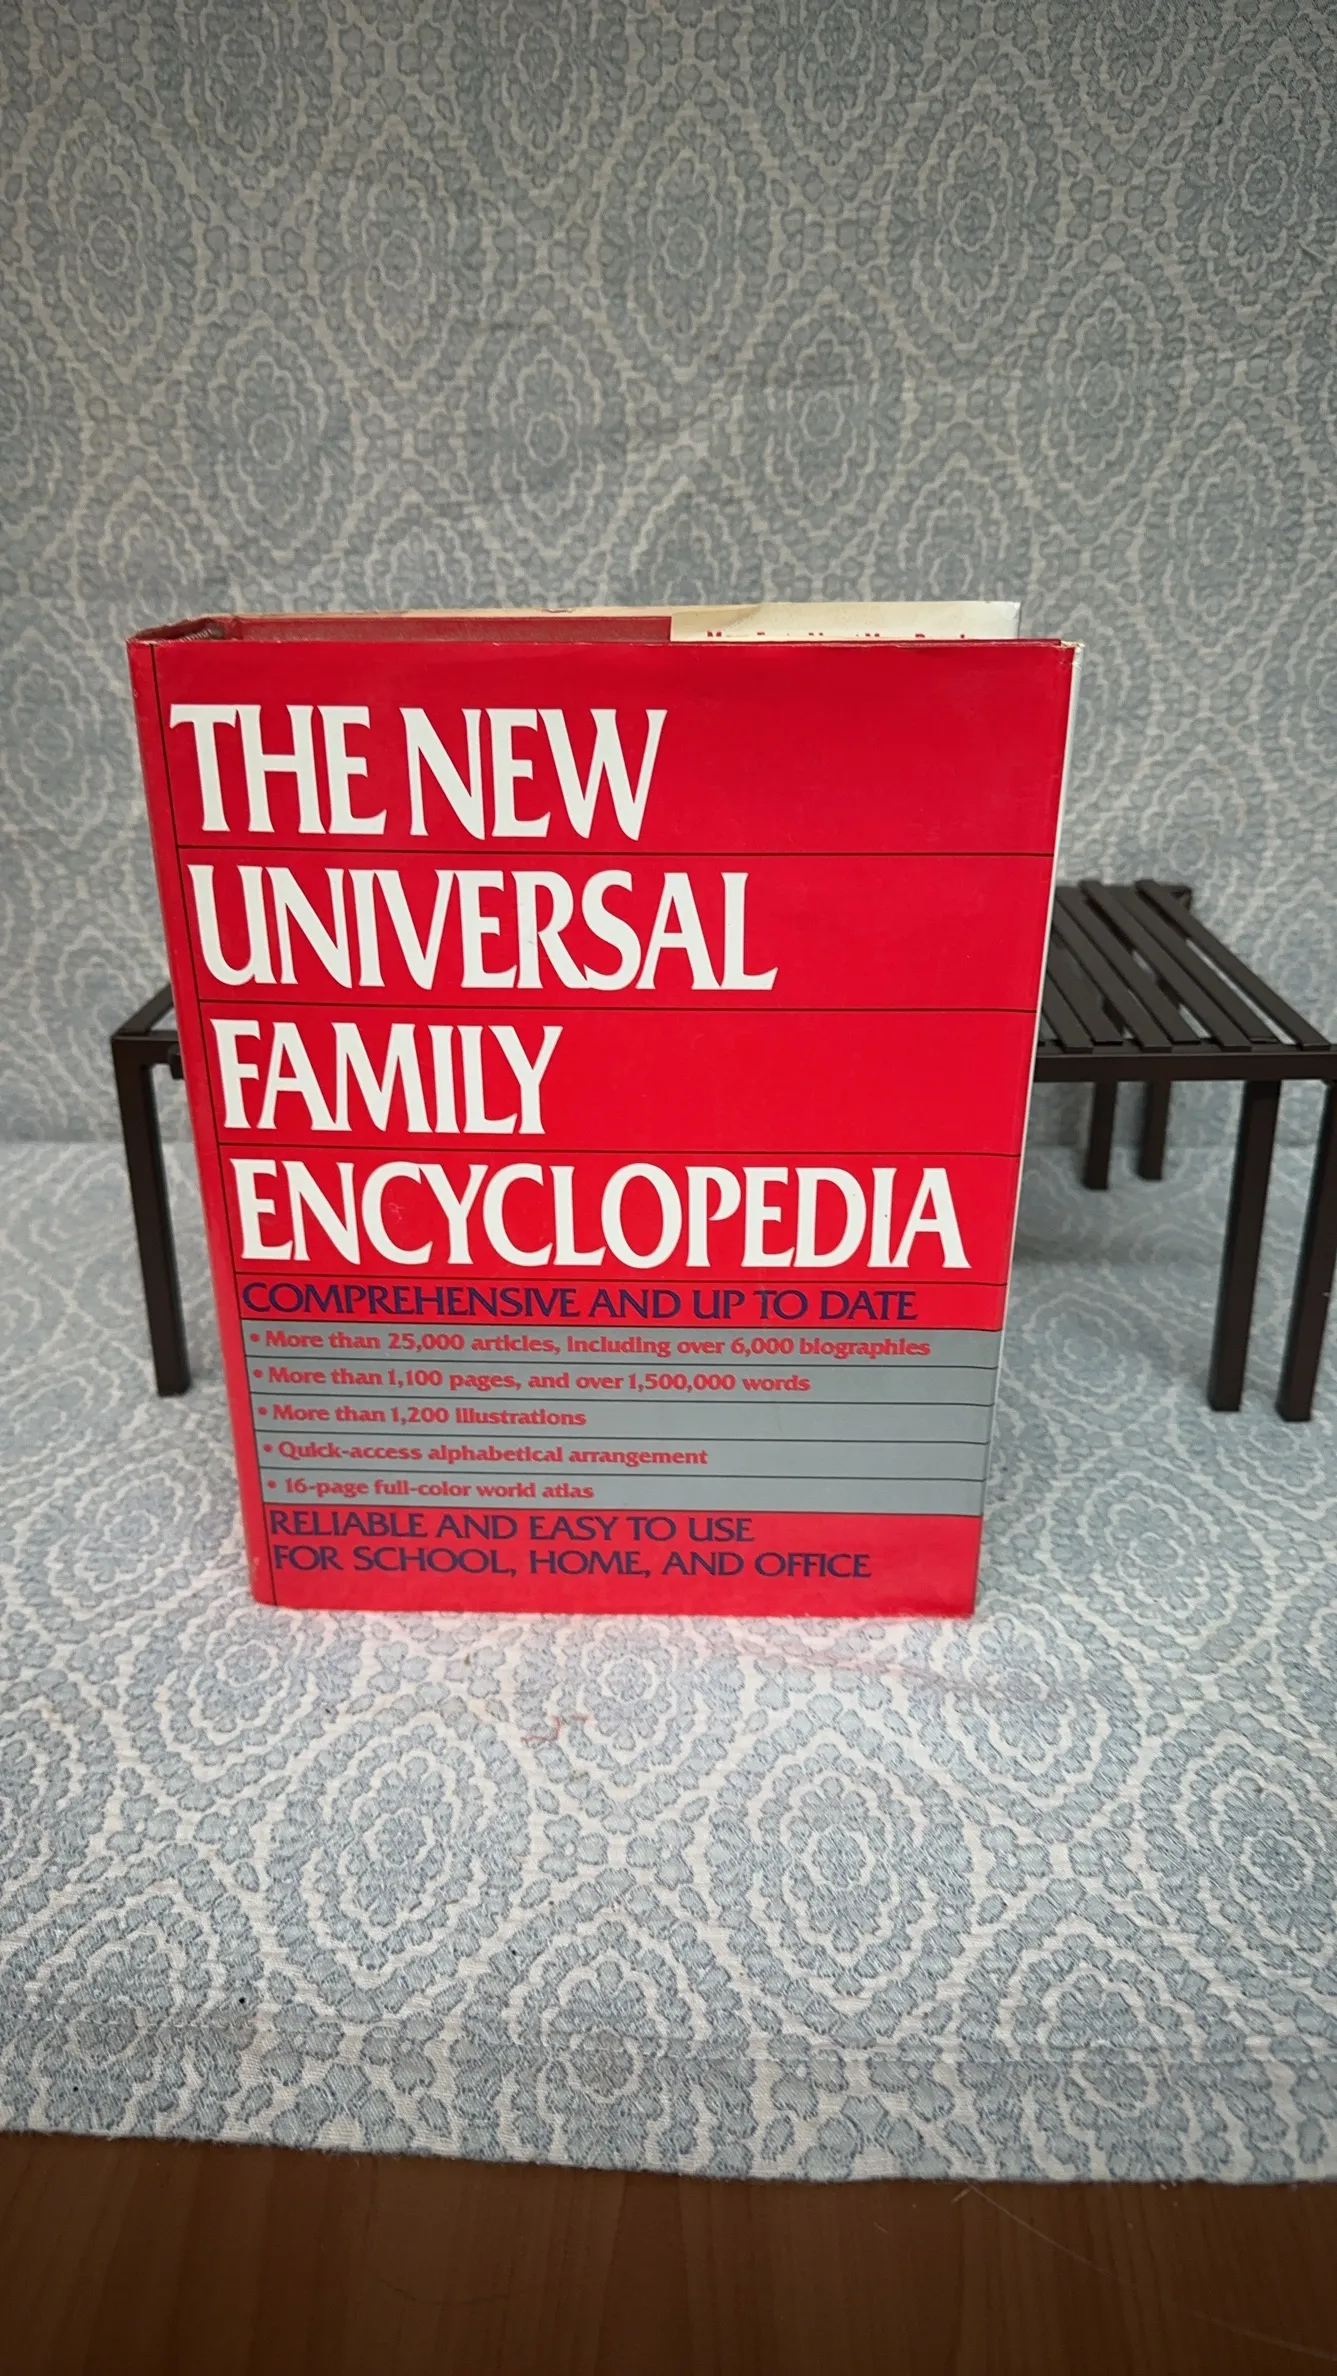 THE NEW
UNIVERSAL
FAMILY
ENCYCLOPEDIA
COMPREHENSIVE AND UP TO DATE
• More than 25,000 articles, including over 6,000 biographies
• More than 1,100 pages, and over 1,500,000 words
• More than 1,200 illustrations
• Quick-access alphabetical arrangement
• 16-page full-color world atlas
RELIABLE AND EASY TO USE
FOR SCHOOL, HOME, AND OFFICE